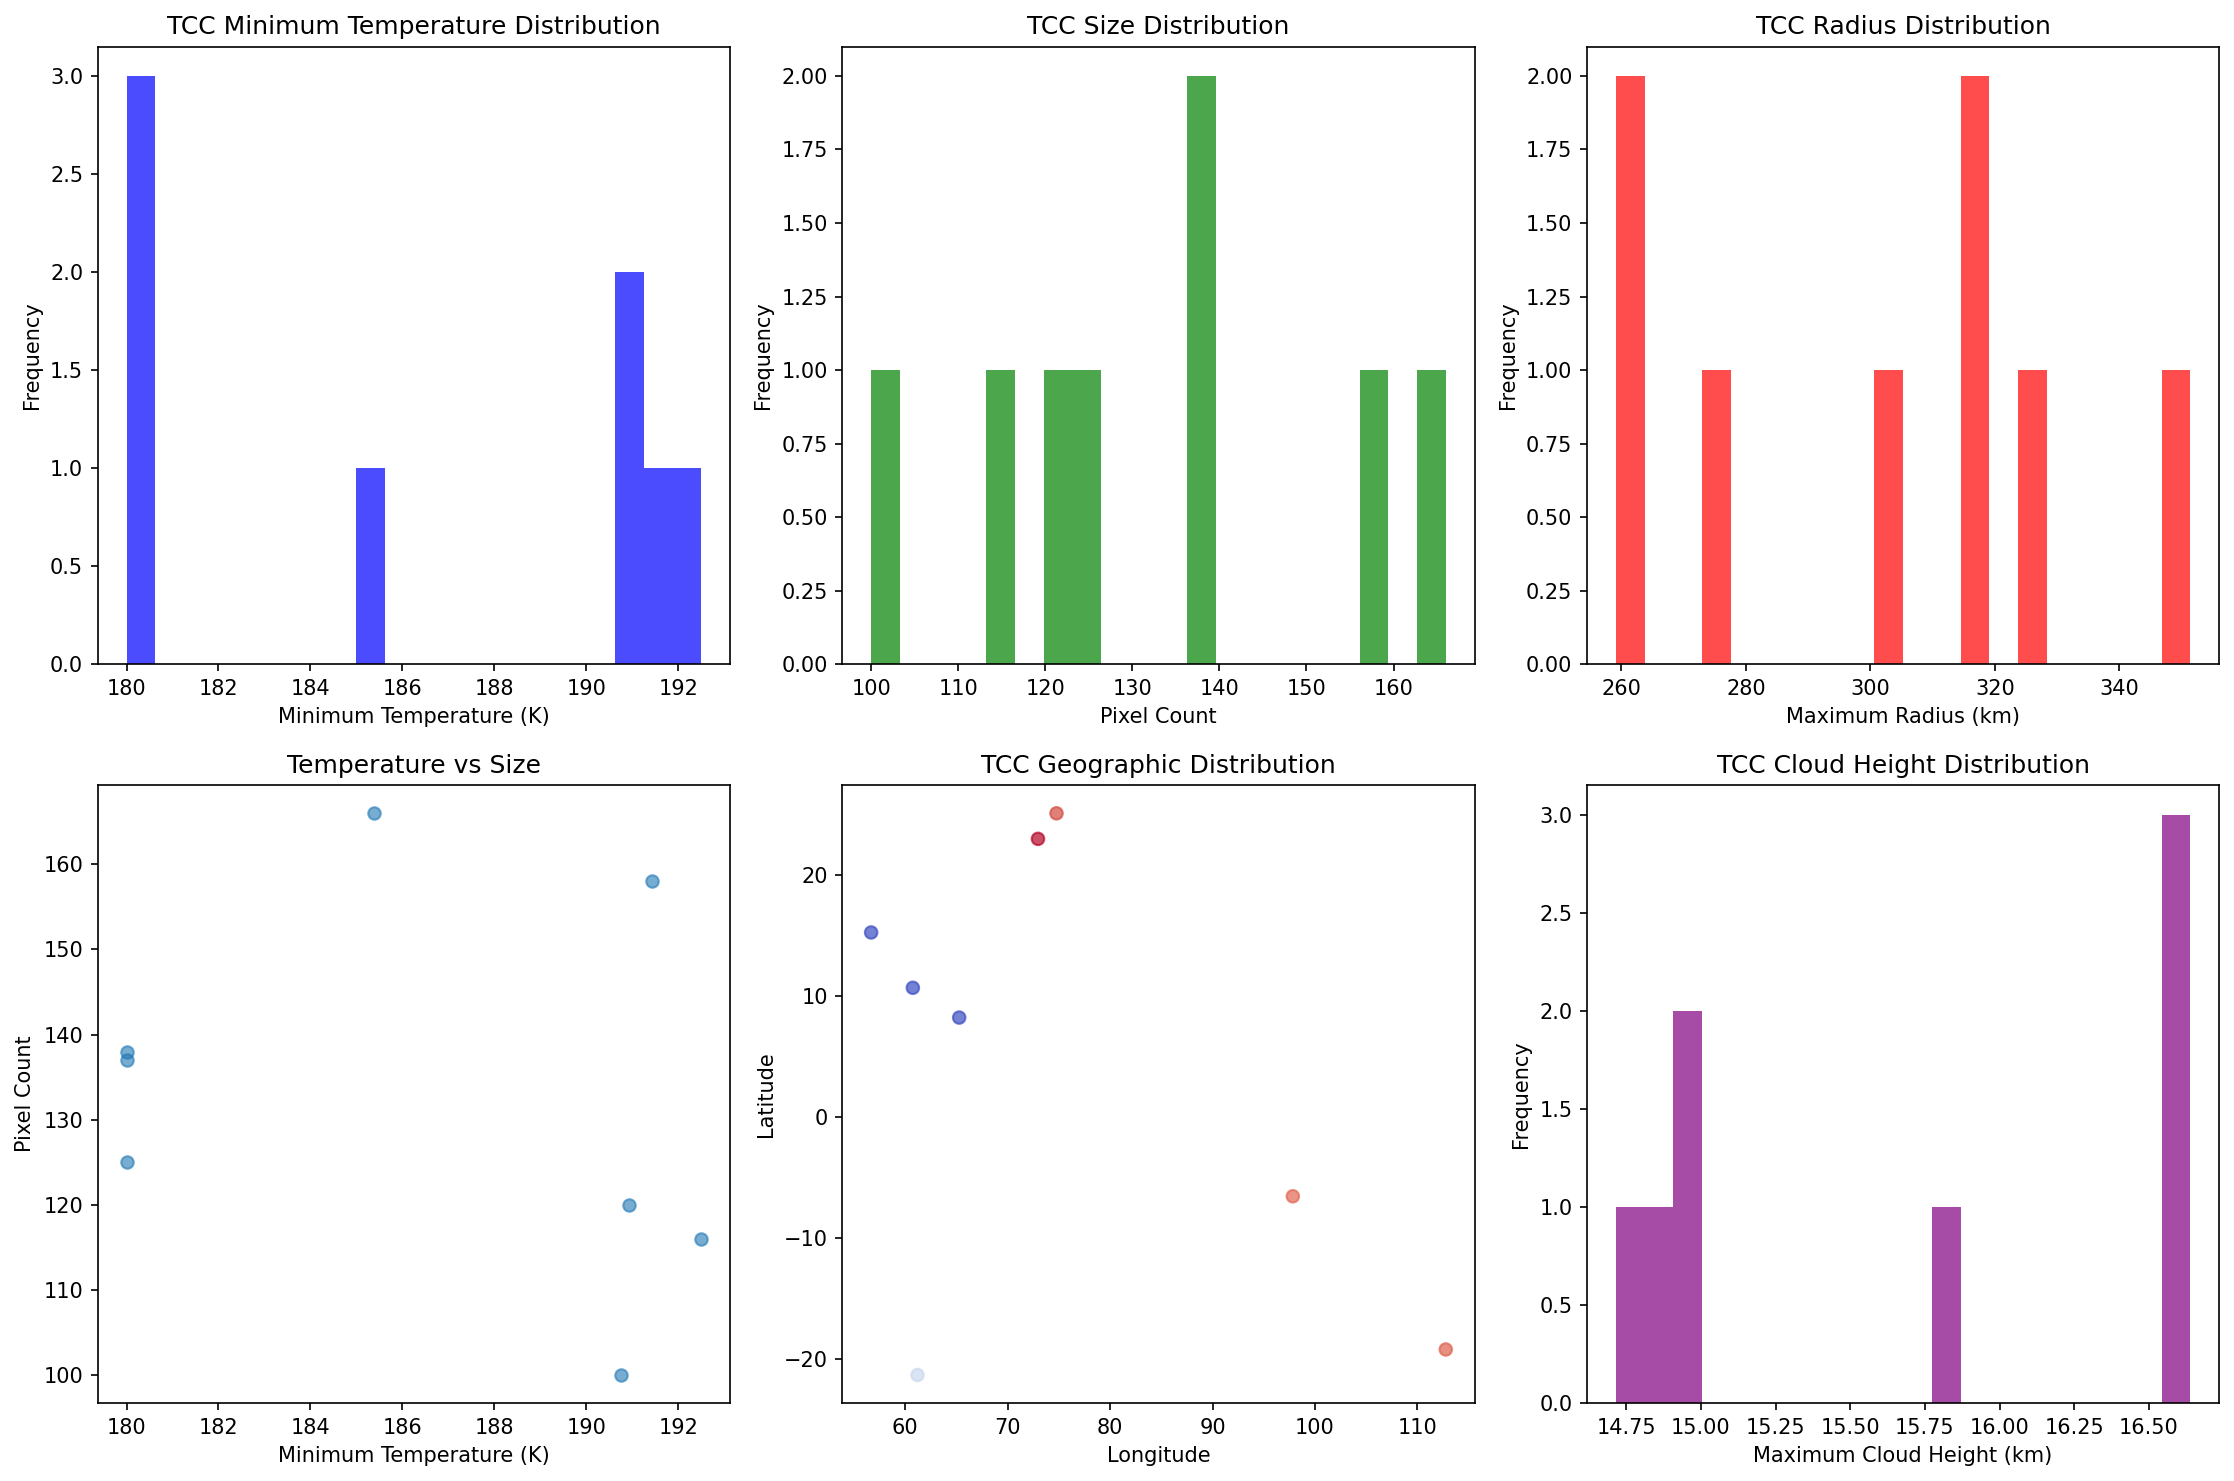 TCC Minimum Temperature Distribution
Frequency
3.0
2.5
2.0
1.5
1.0
0.5
0.0
180 182 184 186 188 190 192
Minimum Temperature (K)
TCC Size Distribution
Frequency
2.00
1.75
1.50
1.25
1.00
0.75
0.50
0.25
0.00
100 110 120 130 140 150 160
Pixel Count
TCC Radius Distribution
Frequency
2.00
1.75
1.50
1.25
1.00
0.75
0.50
0.25
0.00
260 280 300 320 340
Maximum Radius (km)
Temperature vs Size
Pixel Count
160
150
140
130
120
110
100
180 182 184 186 188 190 192
Minimum Temperature (K)
TCC Geographic Distribution
Latitude
20
10
0
−10
−20
60 70 80 90 100 110
Longitude
TCC Cloud Height Distribution
Frequency
3.0
2.5
2.0
1.5
1.0
0.5
0.0
14.75 15.00 15.25 15.50 15.75 16.00 16.25 16.50
Maximum Cloud Height (km)